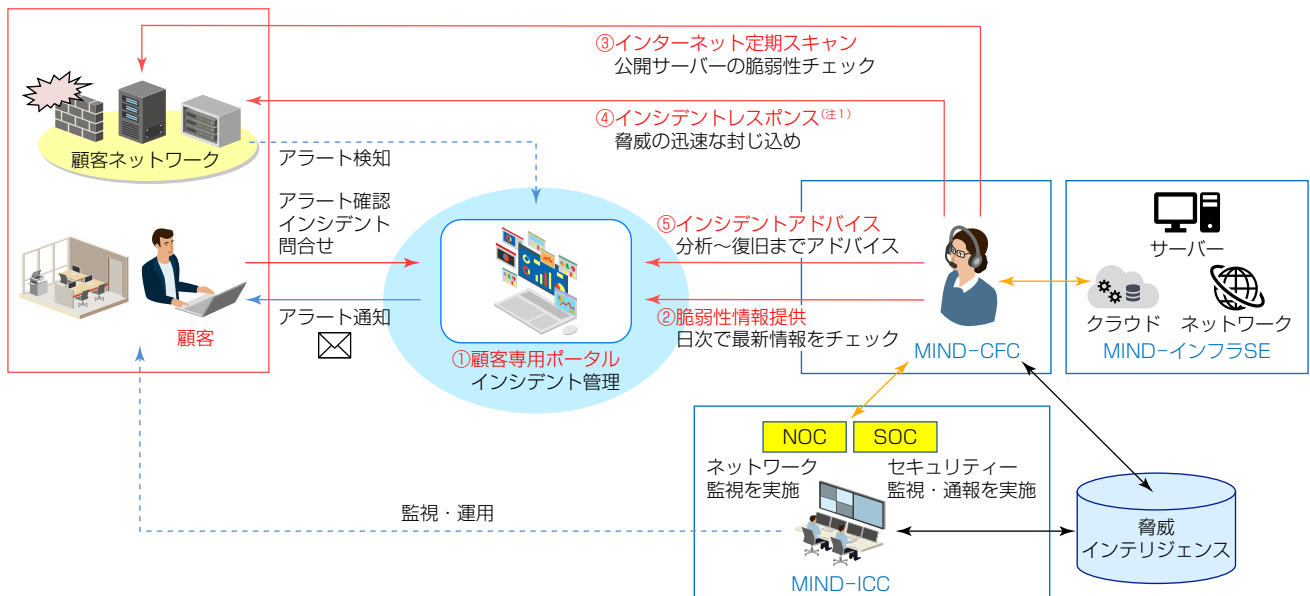 ③インターネット定期スキャン
公開サーバーの脆弱性チェック
④インシデントレスポンス(注1)
脅威の迅速な封じ込め
顧客ネットワーク
アラート検知
アラート確認
インシデント
問合せ
⑤インシデントアドバイス
分析～復旧までアドバイス
サーバー
クラウド
ネットワーク
MIND-インフラSE
顧客
アラート通知
②脆弱性情報提供
日次で最新情報をチェック
MIND-CFC
①顧客専用ポータル
インシデント管理
NOC
SOC
ネットワーク
監視を実施
セキュリティー
監視・通報を実施
監視・運用
脅威
インテリジェンス
MIND-ICC